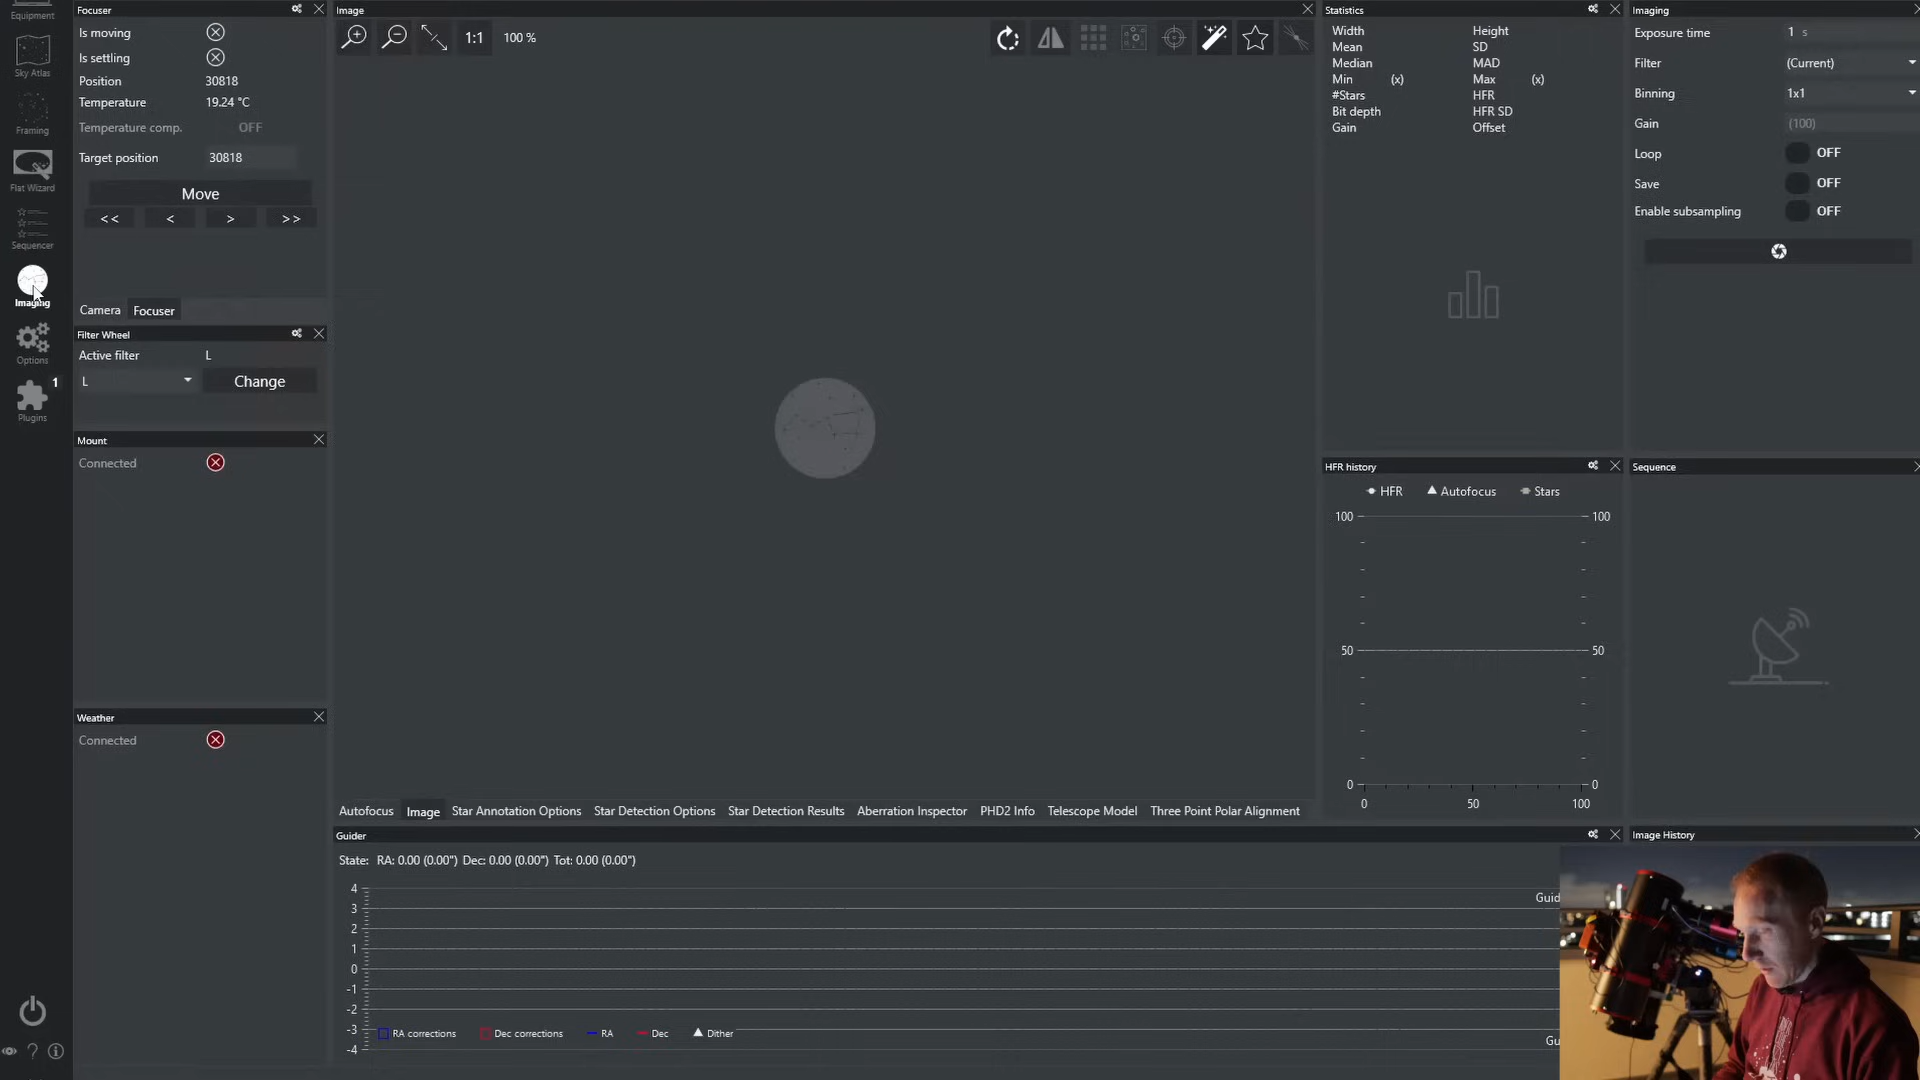 Equipment
Sky Atlas
Framing
Flat Wizard
Sequencer
Imaging
Options
1
Plugins
Focuser
Is moving
Is settling
Position 30818
Temperature 19.24 °C
Temperature comp. OFF
Target position 30818
Move
<< < > >>
Camera Focuser
Filter Wheel
Active filter L
L Change
Mount
Connected
Weather
Connected
Image
1:1 100 %
Autofocus Image Star Annotation Options Star Detection Options Star Detection Results Aberration Inspector PHD2 Info Telescope Model Three Point Polar Alignment
Guider
State: RA: 0.00 (0.00") Dec: 0.00 (0.00") Tot: 0.00 (0.00")
4
3
2
1
0
-1
-2
-3
-4
Guid
Gu
RA corrections Dec corrections RA Dec Dither
Statistics
Width Height
Mean SD
Median MAD
Min (x) Max (x)
#Stars HFR
Bit depth HFR SD
Gain Offset
HFR history
HFR Autofocus Stars
100 100
50 50
0 0
0 50 100
Imaging
Exposure time 1 s
Filter (Current)
Binning 1x1
Gain (100)
Loop OFF
Save OFF
Enable subsampling OFF
Sequence
Image History